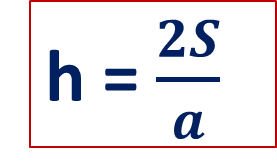 h = 2S/a